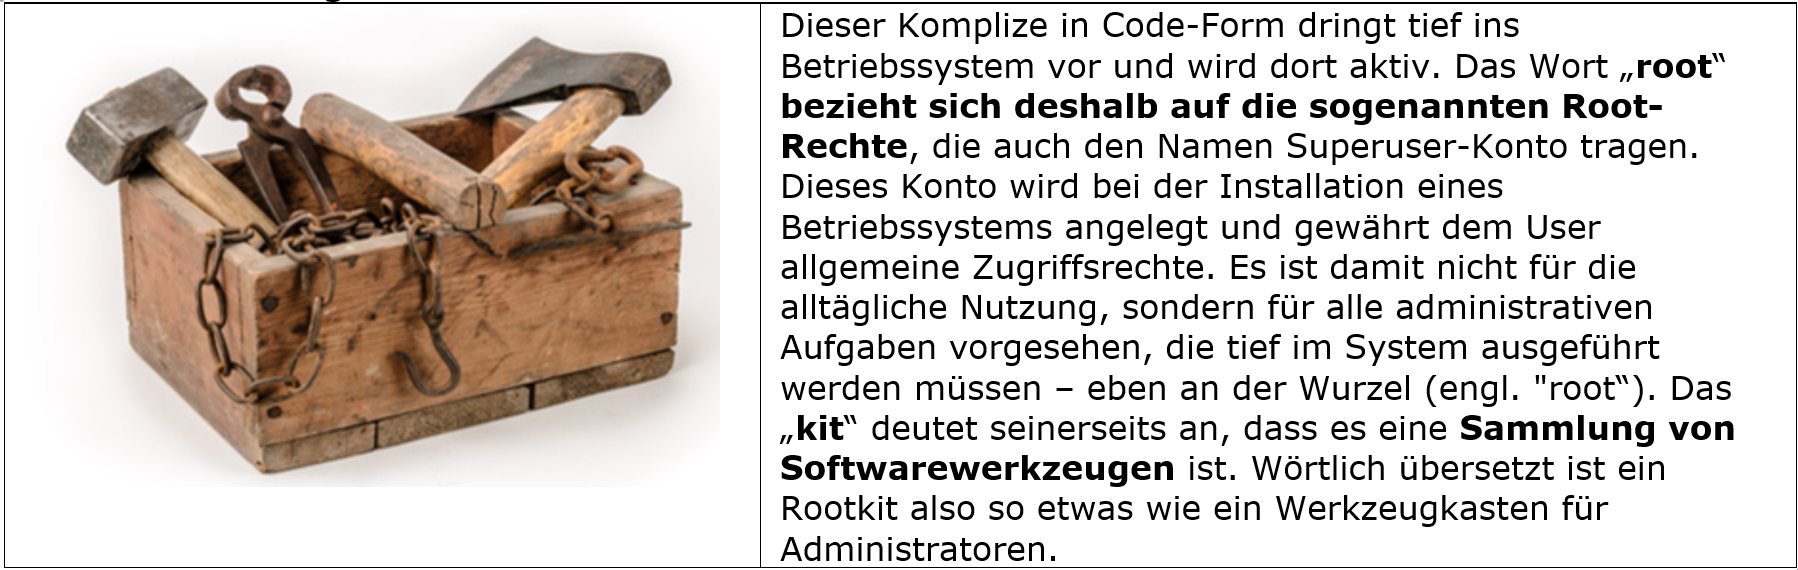 Dieser Komplize in Code-Form dringt tief ins
Betriebssystem vor und wird dort aktiv. Das Wort „root“
bezieht sich deshalb auf die sogenannten Root-
Rechte, die auch den Namen Superuser-Konto tragen.
Dieses Konto wird bei der Installation eines
Betriebssystems angelegt und gewährt dem User
allgemeine Zugriffsrechte. Es ist damit nicht für die
alltägliche Nutzung, sondern für alle administrativen
Aufgaben vorgesehen, die tief im System ausgeführt
werden müssen – eben an der Wurzel (engl. "root“). Das
„kit“ deutet seinerseits an, dass es eine Sammlung von
Softwarewerkzeugen ist. Wörtlich übersetzt ist ein
Rootkit also so etwas wie ein Werkzeugkasten für
Administratoren.